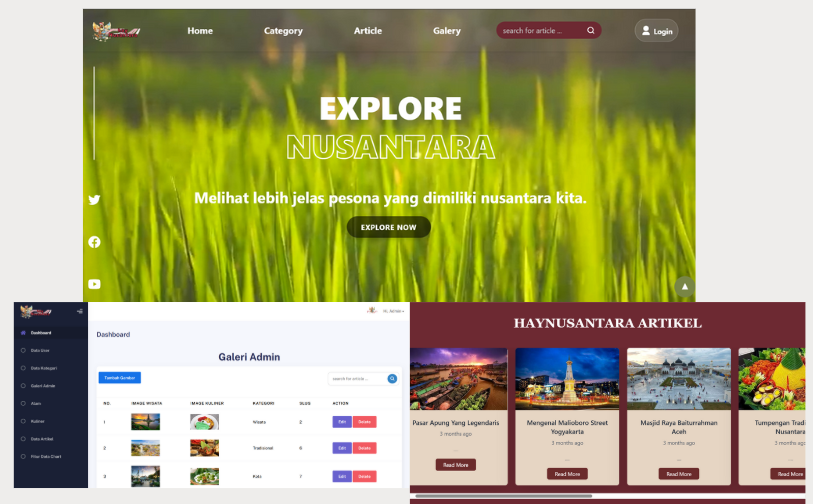 Home Category Article Galery search for article ... Login
EXPLORE
NUSANTARA
Melihat lebih jelas pesona yang dimiliki nusantara kita.
EXPLORE NOW
Hi, Admin
Dashboard
Data User
Data Kategori
Galeri Admin
Alam
Kuliner
Data Artikel
Fitur Data Chart
Dashboard
Galeri Admin
Tambah Gambar search for article ...
NO. IMAGE WISATA IMAGE KULINER KATEGORI SLUG ACTION
1 Wisata 2 Edit Delete
2 Tradisional 6 Edit Delete
3 Kota 7 Edit Delete
HAYNUSANTARA ARTIKEL
Pasar Apung Yang Legendaris
3 months ago
...
Read More
Mengenal Malioboro Street
Yogyakarta
3 months ago
...
Read More
Masjid Raya Baiturrahman
Aceh
3 months ago
...
Read More
Tumpengan Tradi
Nusantara
3 months ago
...
Read More